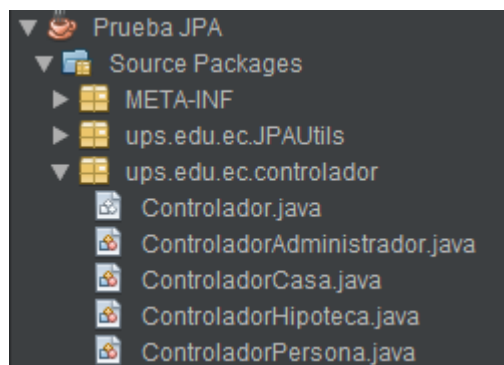 Prueba JPA
Source Packages
META-INF
ups.edu.ec.JPAUtils
ups.edu.ec.controlador
Controlador.java
ControladorAdministrador.java
ControladorCasa.java
ControladorHipoteca.java
ControladorPersona.java